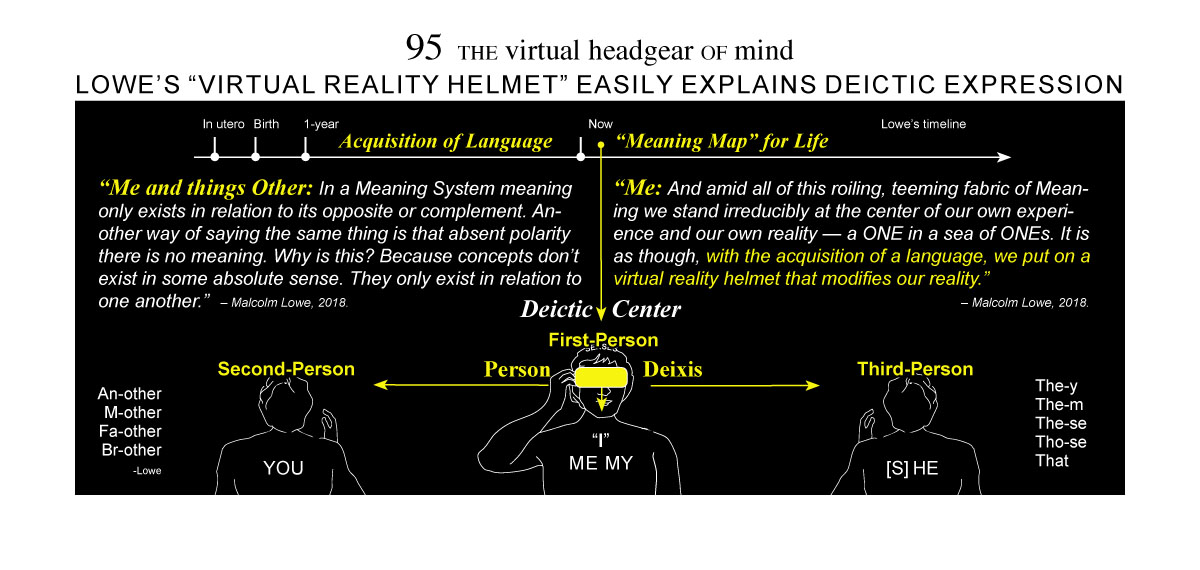 95 THE virtual headgear OF mind
LOWE'S “VIRTUAL REALITY HELMET” EASILY EXPLAINS DEICTIC EXPRESSION
In utero Birth 1-year Now Lowe's timeline
Acquisition of Language “Meaning Map” for Life
“Me and things Other: In a Meaning System meaning
only exists in relation to its opposite or complement. An-
other way of saying the same thing is that absent polarity
there is no meaning. Why is this? Because concepts don't
exist in some absolute sense. They only exist in relation to
one another.” – Malcolm Lowe, 2018.
“Me: And amid all of this roiling, teeming fabric of Mean-
ing we stand irreducibly at the center of our own experi-
ence and our own reality — a ONE in a sea of ONEs. It is
as though, with the acquisition of a language, we put on a
virtual reality helmet that modifies our reality.”
– Malcolm Lowe, 2018.
Deictic Center
First-Person
Second-Person
Person Deixis
Third-Person
An-other
M-other
Fa-other
Br-other
-Lowe
YOU
“I”
ME MY
[S] HE
The-y
The-m
The-se
Tho-se
That